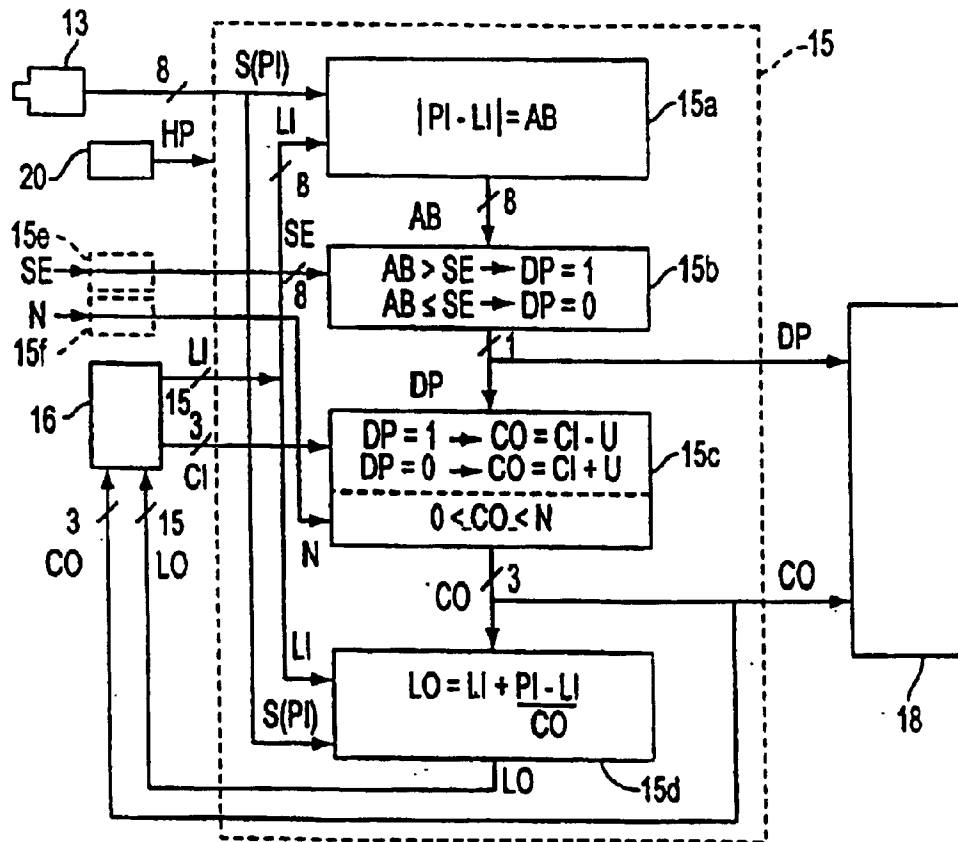 13
8
S(PI)
15
LI
|PI - LI| = AB
15a
HP
20
8
8
AB
15e
SE
SE
8
AB > SE → DP = 1
AB ≤ SE → DP = 0
15b
N
15f
1
DP
DP
LI
15
16
3
CI
DP = 1 → CO = CI - U
DP = 0 → CO = CI + U
15c
0 ≤ CO ≤ N
N
3
15
CO
LO
3
CO
CO
LI
LO = LI + PI - LI
CO
S(PI)
18
LO
15d